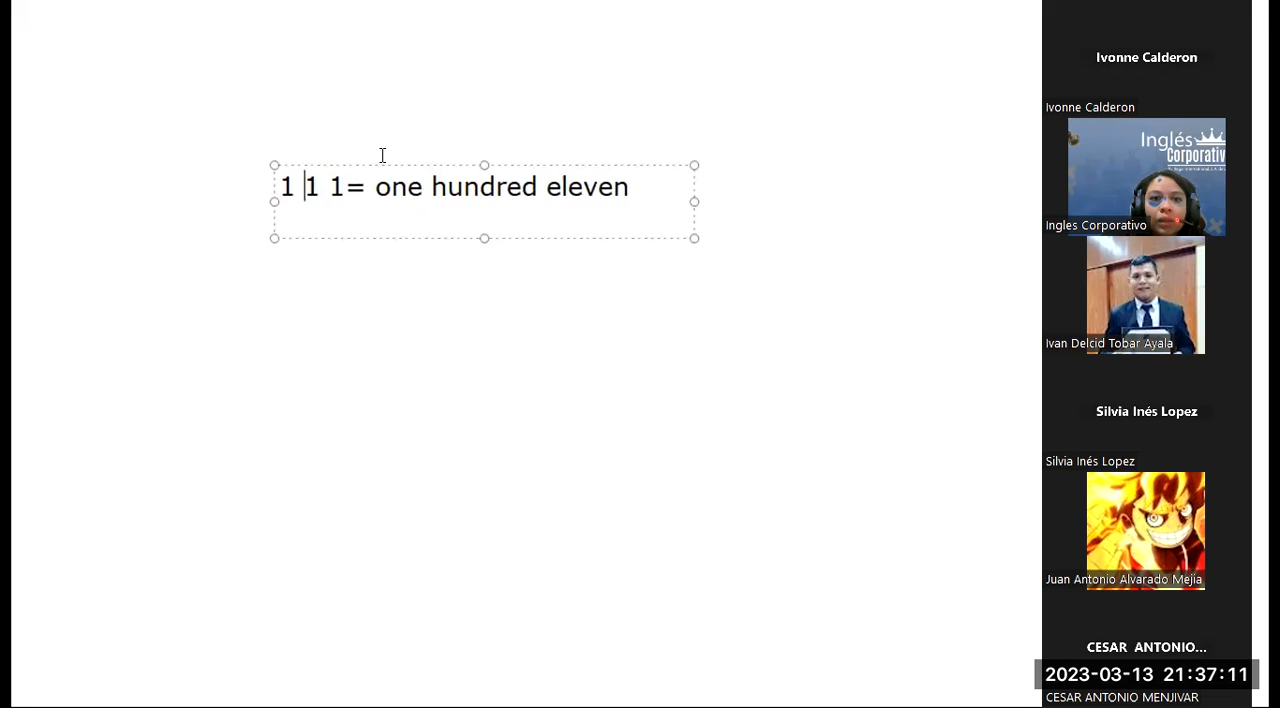 1 1 1= one hundred eleven
Ivonne Calderon
Ivonne Calderon
Inglés
Corporativ
Ingles Corporativo
Ivan Delcid Tobar Ayala
Silvia Inés Lopez
Silvia Inés Lopez
Juan Antonio Alvarado Mejía
CESAR ANTONIO...
2023-03-13 21:37:11
CESAR ANTONIO MENJIVAR